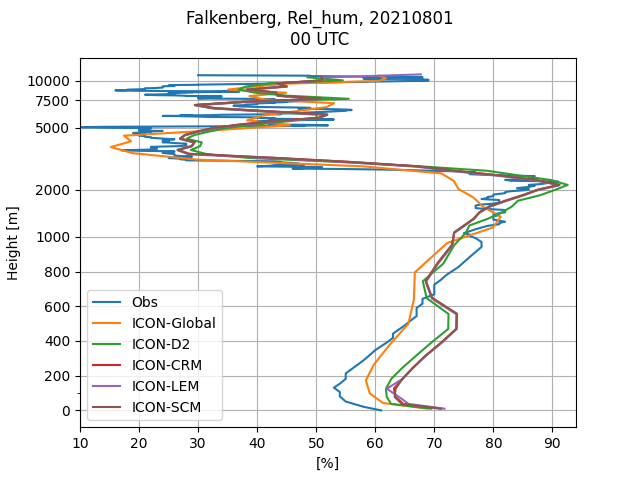 Falkenberg, Rel_hum, 20210801
00 UTC
Height [m]
10000
7500
5000
2000
1000
800
600
400
200
0
Obs
ICON-Global
ICON-D2
ICON-CRM
ICON-LEM
ICON-SCM
10 20 30 40 50 60 70 80 90
[%]